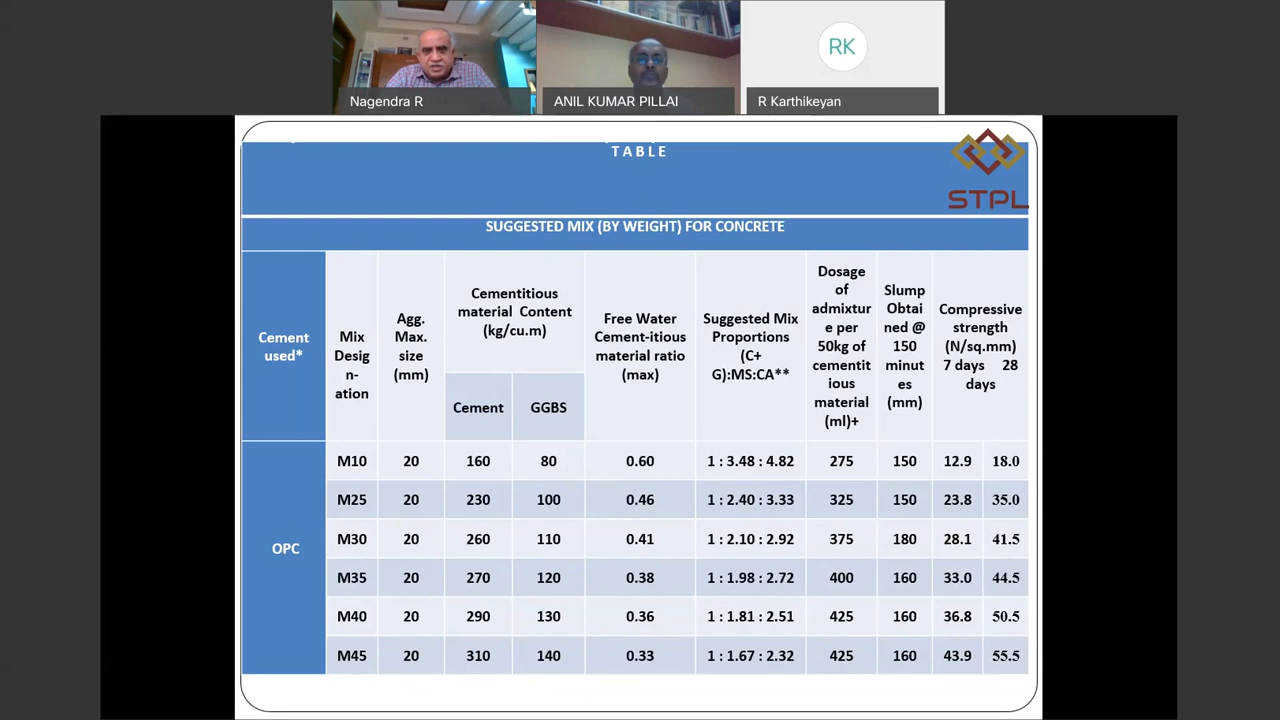 Nagendra R
ANIL KUMAR PILLAI
RK
R Karthikeyan
TABLE
STPL
SUGGESTED MIX (BY WEIGHT) FOR CONCRETE
Cement
used*
Mix
Desig
n-
ation
Agg.
Max.
size
(mm)
Cementitious
material Content
(kg/cu.m)
Cement GGBS
Free Water
Cement-itious
material ratio
(max)
Suggested Mix
Proportions
(C+
G):MS:CA**
Dosage
of
admixtur
e per
50kg of
cementit
ious
material
(ml)+
Slump
Obtai
ned @
150
minut
es
(mm)
Compressive
strength
(N/sq.mm)
7 days 28
days
OPC
M10 20 160 80 0.60 1 : 3.48 : 4.82 275 150 12.9 18.0
M25 20 230 100 0.46 1 : 2.40 : 3.33 325 150 23.8 35.0
M30 20 260 110 0.41 1 : 2.10 : 2.92 375 180 28.1 41.5
M35 20 270 120 0.38 1 : 1.98 : 2.72 400 160 33.0 44.5
M40 20 290 130 0.36 1 : 1.81 : 2.51 425 160 36.8 50.5
M45 20 310 140 0.33 1 : 1.67 : 2.32 425 160 43.9 55.5